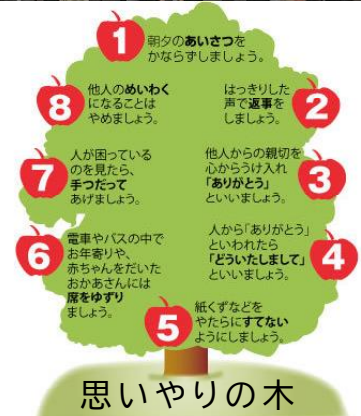 1
朝夕のあいさつを
かならずしましょう。
2
はっきりした
声で返事を
しましょう。
3
他人からの親切を
心からうけ入れ
「ありがとう」
といいましょう。
4
人から「ありがとう」
といわれたら
「どういたしまして」
といいましょう。
5
紙くずなどを
やたらにすてない
ようにしましょう。
6
電車やバスの中で
お年寄りや、
赤ちゃんをだいた
おかあさんには
席をゆずり
ましょう。
7
人が困っている
のを見たら、
手つだって
あげましょう。
8
他人のめいわく
になることは
やめましょう。
思いやりの木